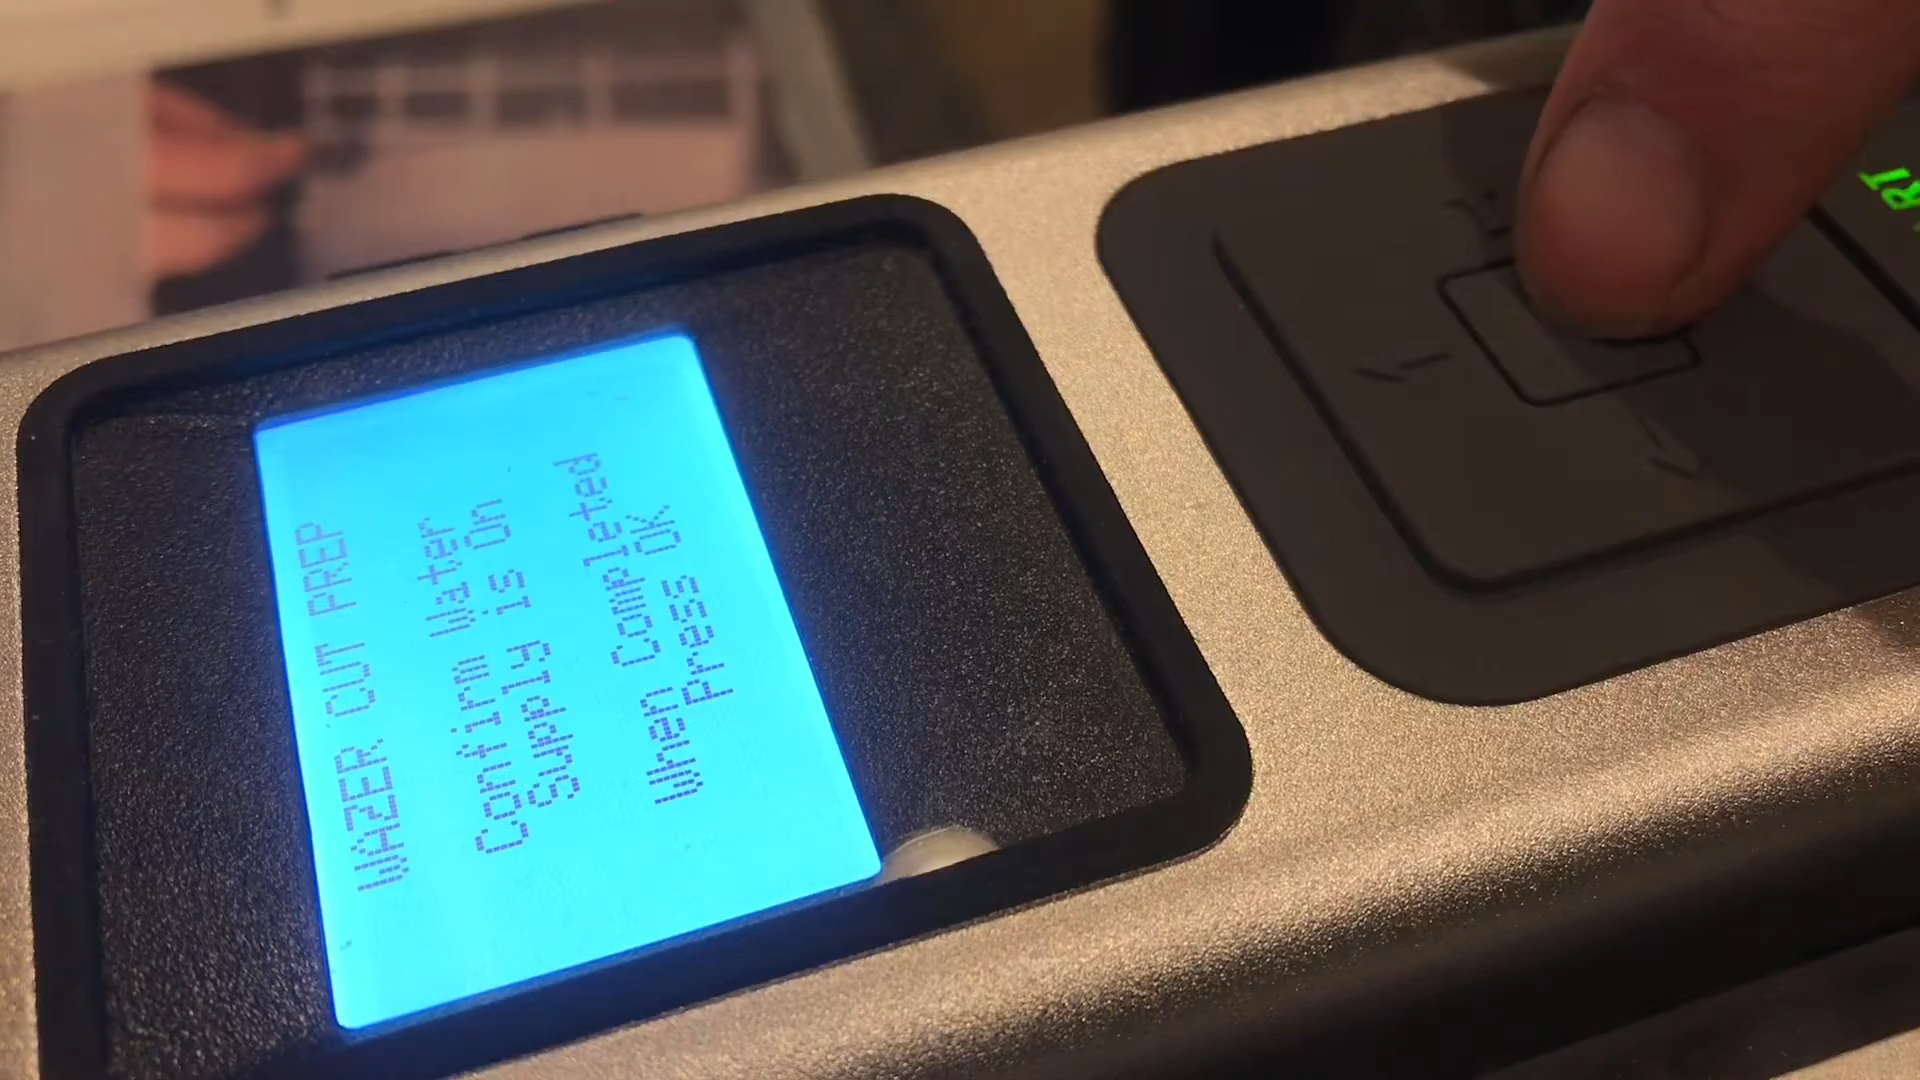 WAZER CUT PREP
Confirm Water
Supply is On
When Completed
Press OK